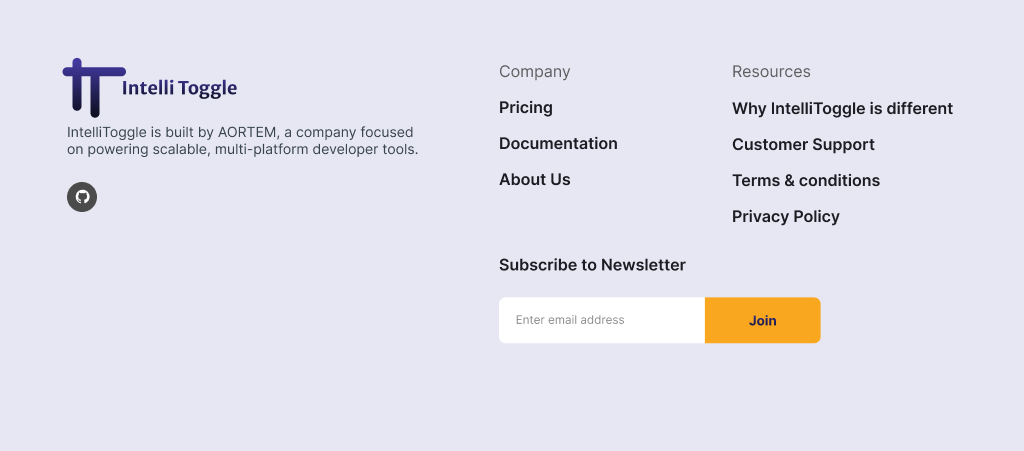 Intelli Toggle
IntelliToggle is built by AORTEM, a company focused
on powering scalable, multi-platform developer tools.
Company
Pricing
Documentation
About Us
Resources
Why IntelliToggle is different
Customer Support
Terms & conditions
Privacy Policy
Subscribe to Newsletter
Enter email address
Join